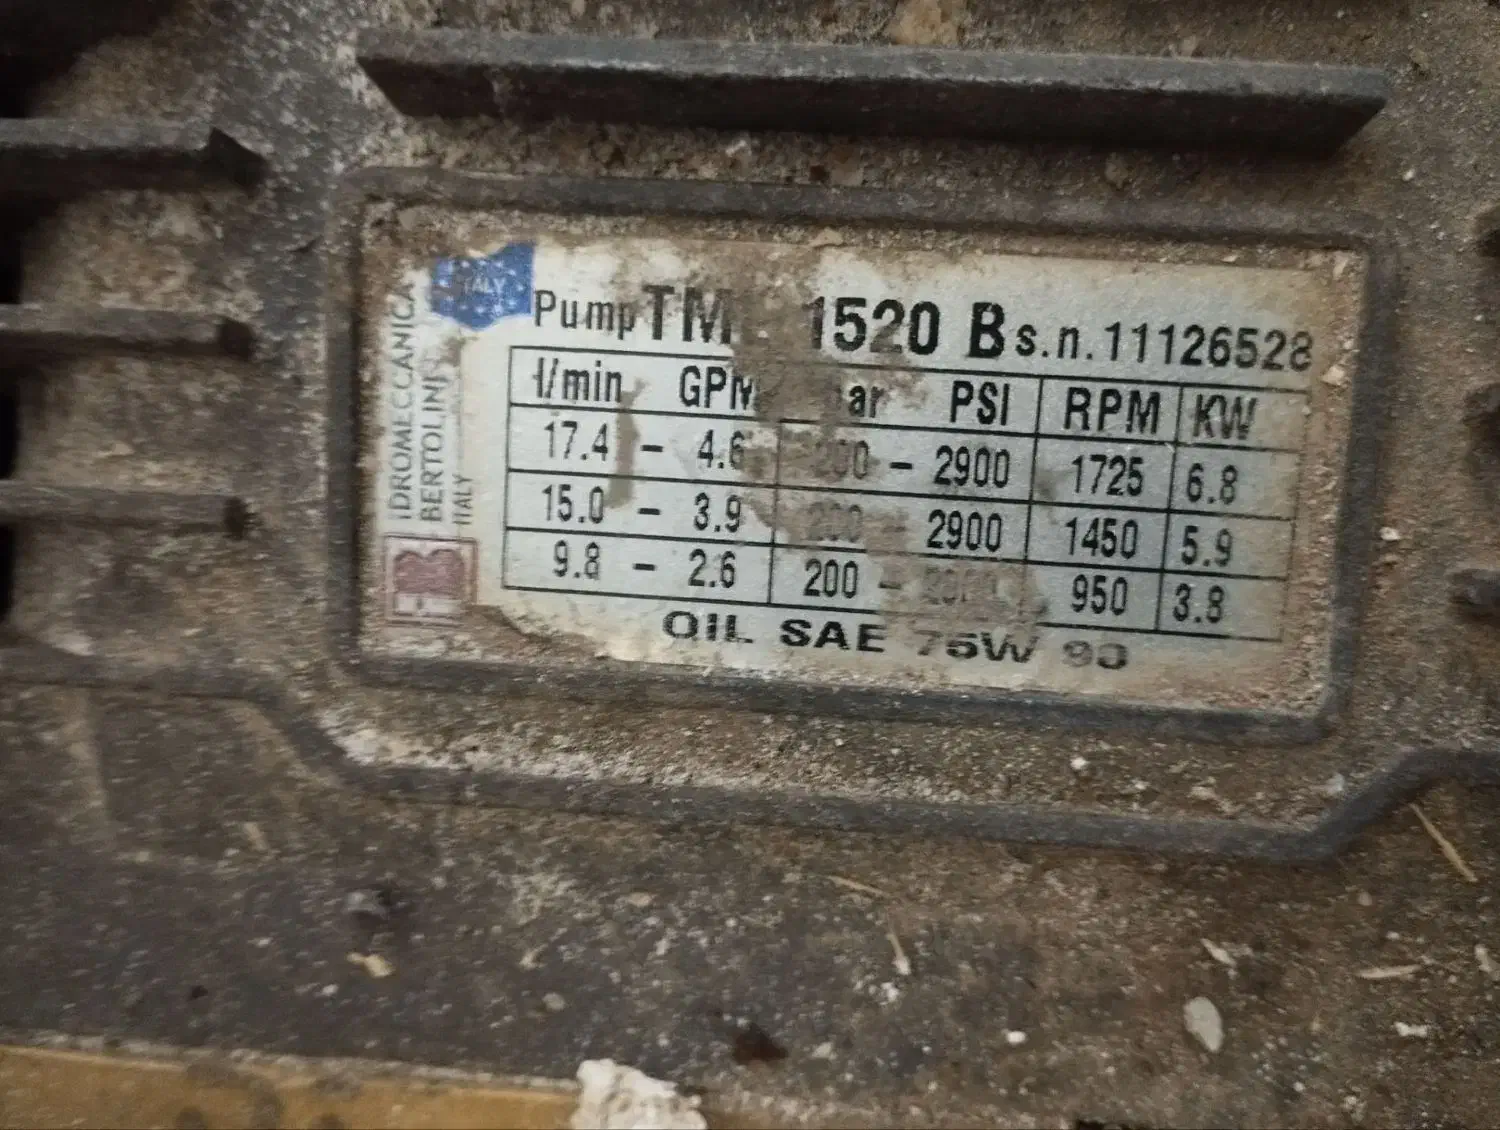 ITALY
Pump 1520 B s.n. 11126528
l/min GPM PSI RPM KW
17.4 - 4.6 - 2900 1725 6.8
15.0 - 3.9 200 2900 1450 5.9
9.8 - 2.6 200 - 950 3.8
OIL SAE 75W 90
IDROMECCANICA
BERTOLINI
ITALY